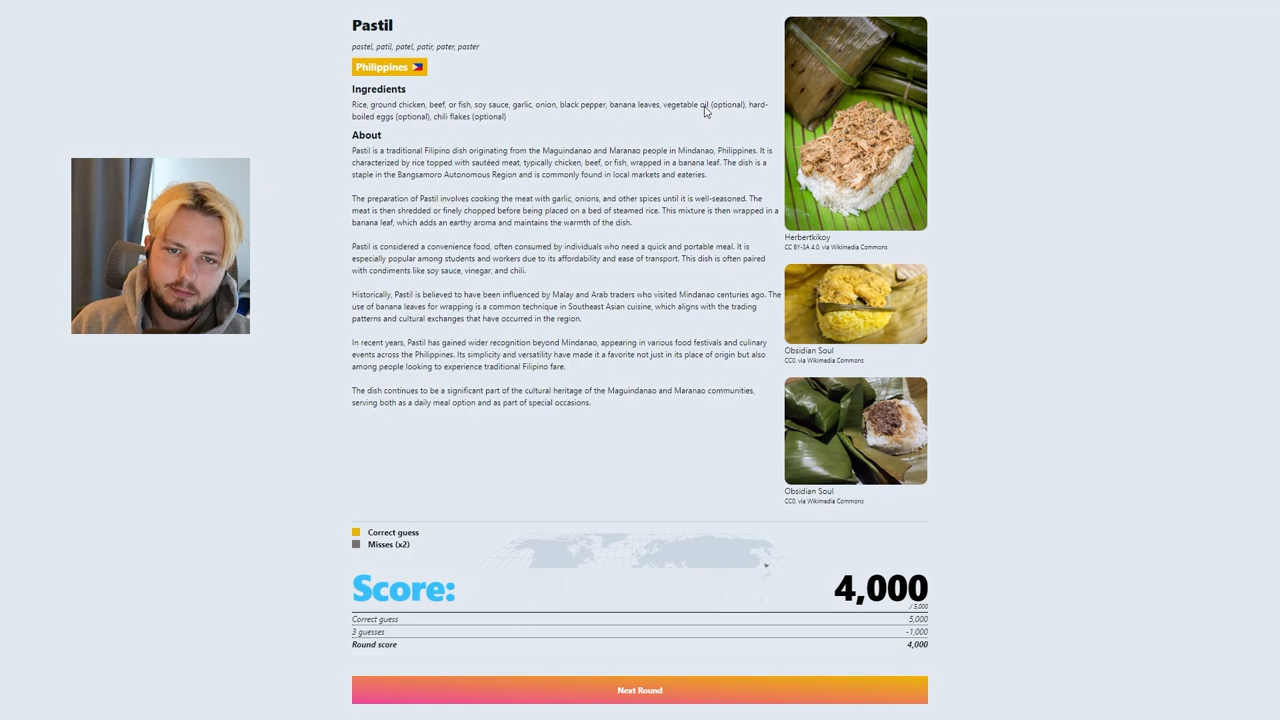 Pastil
pastel, patil, patel, patir, pater, paster
Philippines
Ingredients
Rice, ground chicken, beef, or fish, soy sauce, garlic, onion, black pepper, banana leaves, vegetable oil (optional), hard-
boiled eggs (optional), chili flakes (optional)
About
Pastil is a traditional Filipino dish originating from the Maguindanao and Maranao people in Mindanao, Philippines. It is
characterized by rice topped with sautéed meat, typically chicken, beef, or fish, wrapped in a banana leaf. The dish is a
staple in the Bangsamoro Autonomous Region and is commonly found in local markets and eateries.
The preparation of Pastil involves cooking the meat with garlic, onions, and other spices until it is well-seasoned. The
meat is then shredded or finely chopped before being placed on a bed of steamed rice. This mixture is then wrapped in a
banana leaf, which adds an earthy aroma and maintains the warmth of the dish.
Pastil is considered a convenience food, often consumed by individuals who need a quick and portable meal. It is
especially popular among students and workers due to its affordability and ease of transport. This dish is often paired
with condiments like soy sauce, vinegar, and chili.
Historically, Pastil is believed to have been influenced by Malay and Arab traders who visited Mindanao centuries ago. The
use of banana leaves for wrapping is a common technique in Southeast Asian cuisine, which aligns with the trading
patterns and cultural exchanges that have occurred in the region.
In recent years, Pastil has gained wider recognition beyond Mindanao, appearing in various food festivals and culinary
events across the Philippines. Its simplicity and versatility have made it a favorite not just in its place of origin but also
among people looking to experience traditional Filipino fare.
The dish continues to be a significant part of the cultural heritage of the Maguindanao and Maranao communities,
serving both as a daily meal option and as part of special occasions.
Herbertkikoy
CC BY-SA 4.0, via Wikimedia Commons
Obsidian Soul
CC0, via Wikimedia Commons
Obsidian Soul
CC0, via Wikimedia Commons
Correct guess
Misses (x2)
Score:
4,000
/ 5,000
Correct guess 5,000
3 guesses -1,000
Round score 4,000
Next Round